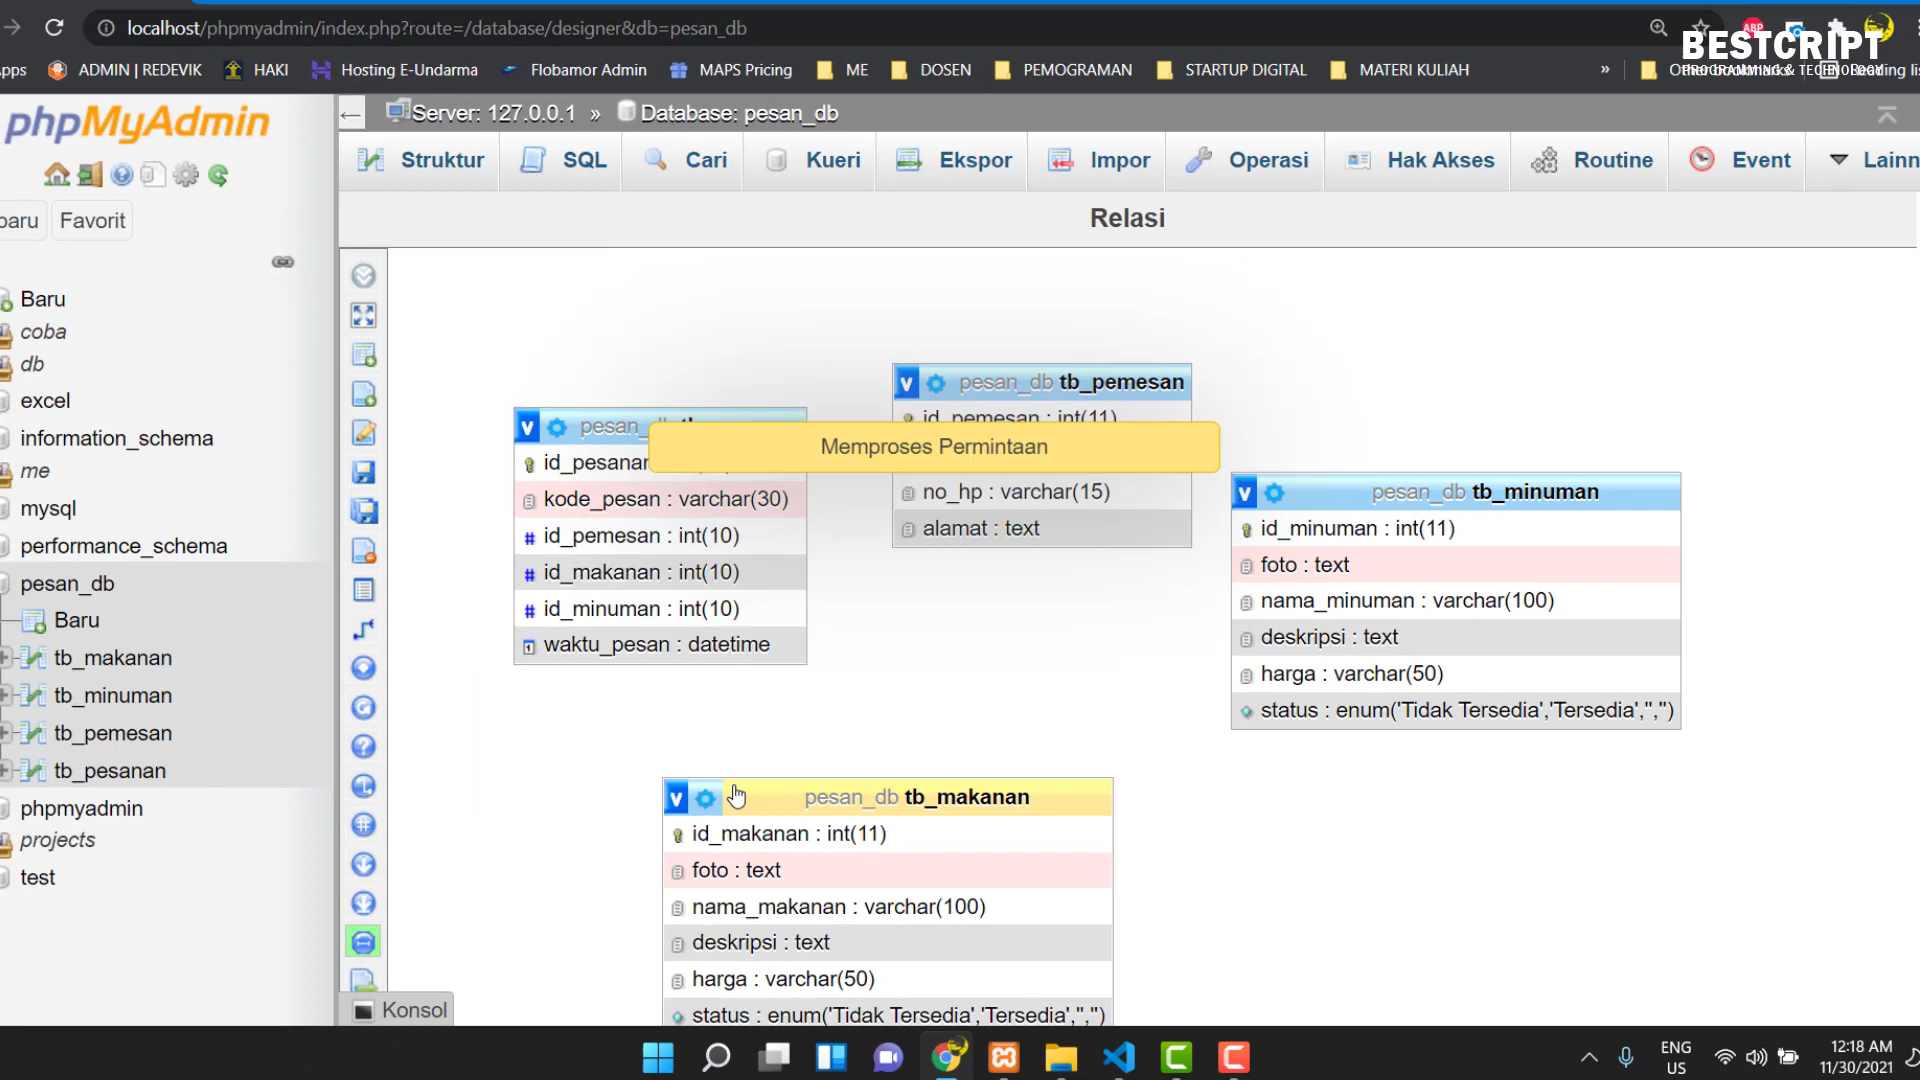 localhost/phpmyadmin/index.php?route=/database/designer&db=pesan_db
BESTCRIPT
pps
ADMIN | REDEVIK
HAKI
Hosting E-Undarma
Flobamor Admin
MAPS Pricing
ME
DOSEN
PEMOGRAMAN
STARTUP DIGITAL
MATERI KULIAH
»
phpMyAdmin
Server: 127.0.0.1 » Database: pesan_db
Struktur
SQL
Cari
Kueri
Ekspor
Impor
Operasi
Hak Akses
Routine
Event
Lainn
baru
Favorit
Relasi
Baru
coba
db
excel
information_schema
me
mysql
performance_schema
pesan_db
Baru
tb_makanan
tb_minuman
tb_pemesan
tb_pesanan
phpmyadmin
projects
test
pesan_db tb_pemesan
id_pemesan : int(11)
no_hp : varchar(15)
alamat : text
Memproses Permintaan
id_pesanan
kode_pesan : varchar(30)
id_pemesan : int(10)
id_makanan : int(10)
id_minuman : int(10)
waktu_pesan : datetime
pesan_db tb_minuman
id_minuman : int(11)
foto : text
nama_minuman : varchar(100)
deskripsi : text
harga : varchar(50)
status : enum('Tidak Tersedia','Tersedia','','')
pesan_db tb_makanan
id_makanan : int(11)
foto : text
nama_makanan : varchar(100)
deskripsi : text
harga : varchar(50)
status : enum('Tidak Tersedia','Tersedia','','')
Konsol
ENG
US
12:18 AM
11/30/2021